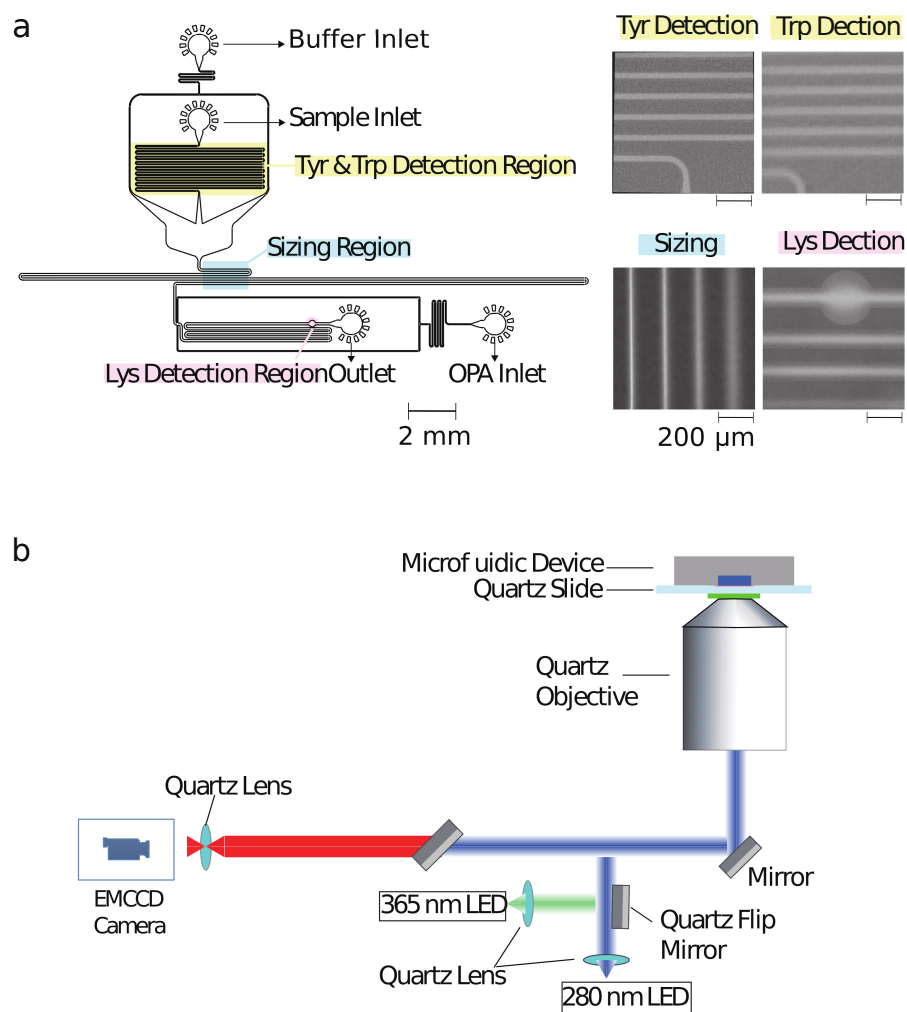 a
Buffer Inlet
Sample Inlet
Tyr & Trp Detection Region
Sizing Region
Lys Detection Region
Outlet
OPA Inlet
2 mm
Tyr Detection
Trp Dection
Sizing
Lys Dection
200 µm
b
Microf uidic Device
Quartz Slide
Quartz
Objective
Quartz Lens
EMCCD
Camera
365 nm LED
Mirror
Quartz Flip
Mirror
Quartz Lens
280 nm LED